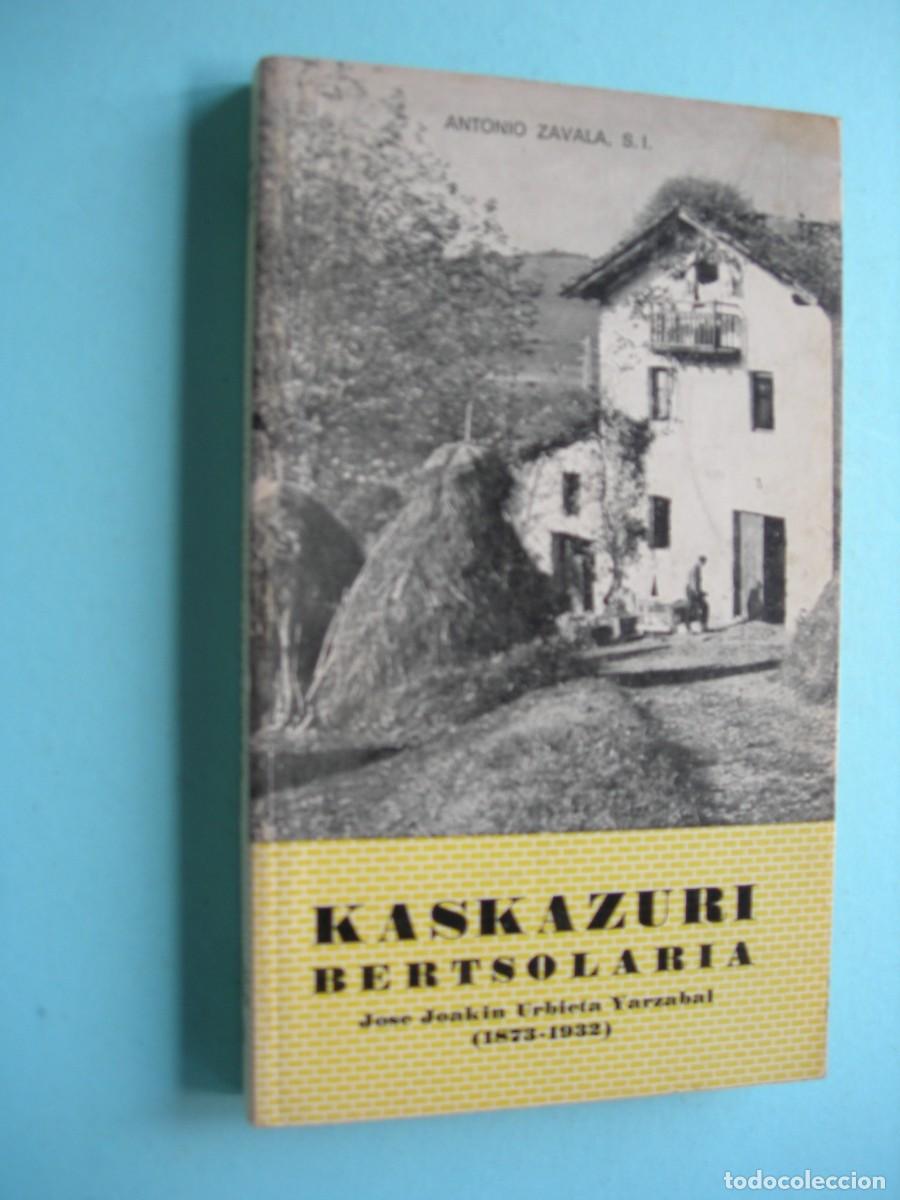 ANTONIO ZAVALA, S. I.
KASKAZURI
BERTSOLARIA
Jose Joakin Urbieta Yarzabal
(1873-1932)
todocoleccion